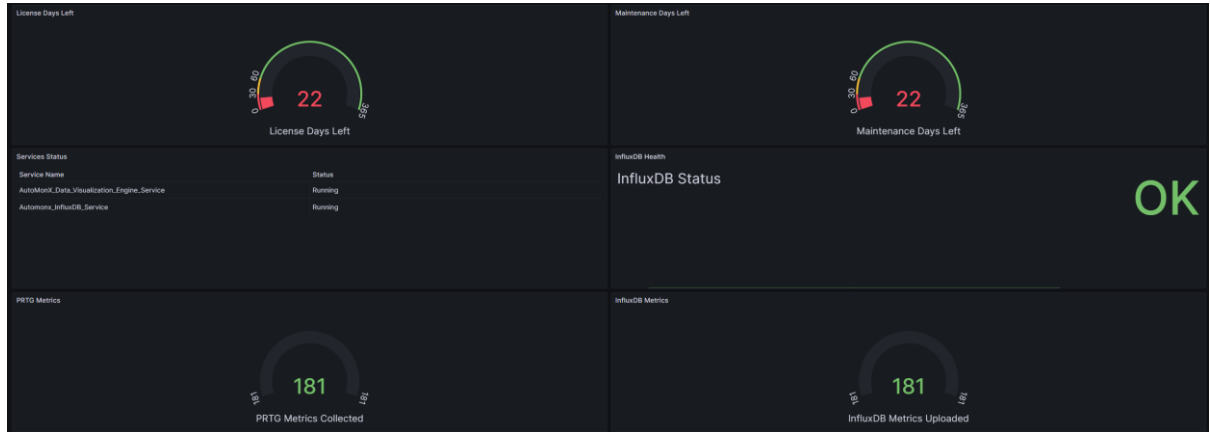 License Days Left
0
30
60
365
22
License Days Left
Maintenance Days Left
0
30
60
365
22
Maintenance Days Left
Services Status
Service Name Status
AutoMonX_Data_Visualization_Engine_Service Running
Automonx_InfluxDB_Service Running
InfluxDB Health
InfluxDB Status
OK
PRTG Metrics
181
181
181
PRTG Metrics Collected
InfluxDB Metrics
181
181
181
InfluxDB Metrics Uploaded